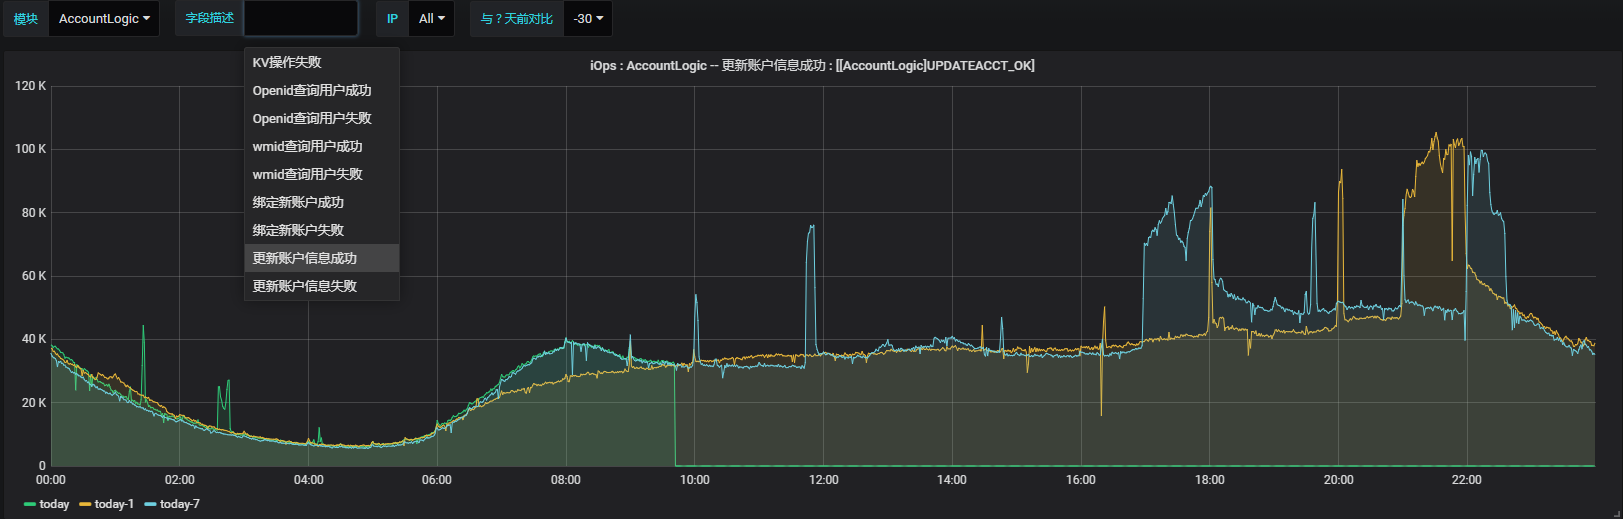 模块 AccountLogic 字段描述 IP All 与 ? 天前对比 -30
KV操作失败
Openid查询用户成功
Openid查询用户失败
wmid查询用户成功
wmid查询用户失败
绑定新账户成功
绑定新账户失败
更新账户信息成功
更新账户信息失败
iOps : AccountLogic -- 更新账户信息成功 : [[AccountLogic]UPDATEACCT_OK]
120 K
100 K
80 K
60 K
40 K
20 K
0
00:00 02:00 04:00 06:00 08:00 10:00 12:00 14:00 16:00 18:00 20:00 22:00
today today-1 today-7